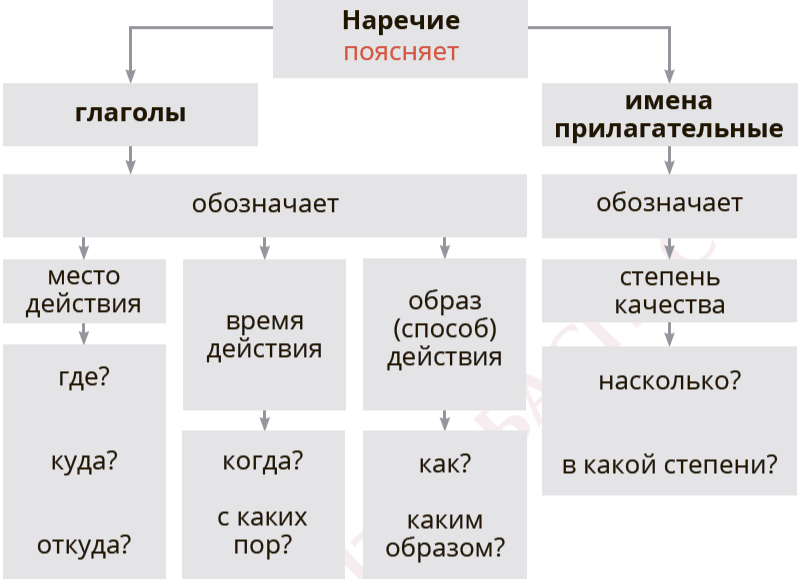 Наречие
поясняет
глаголы
имена
прилагательные
обозначает
обозначает
место
действия
время
действия
образ
(способ)
действия
степень
качества
где?
куда?
откуда?
когда?
с каких
пор?
как?
каким
образом?
насколько?
в какой степени?